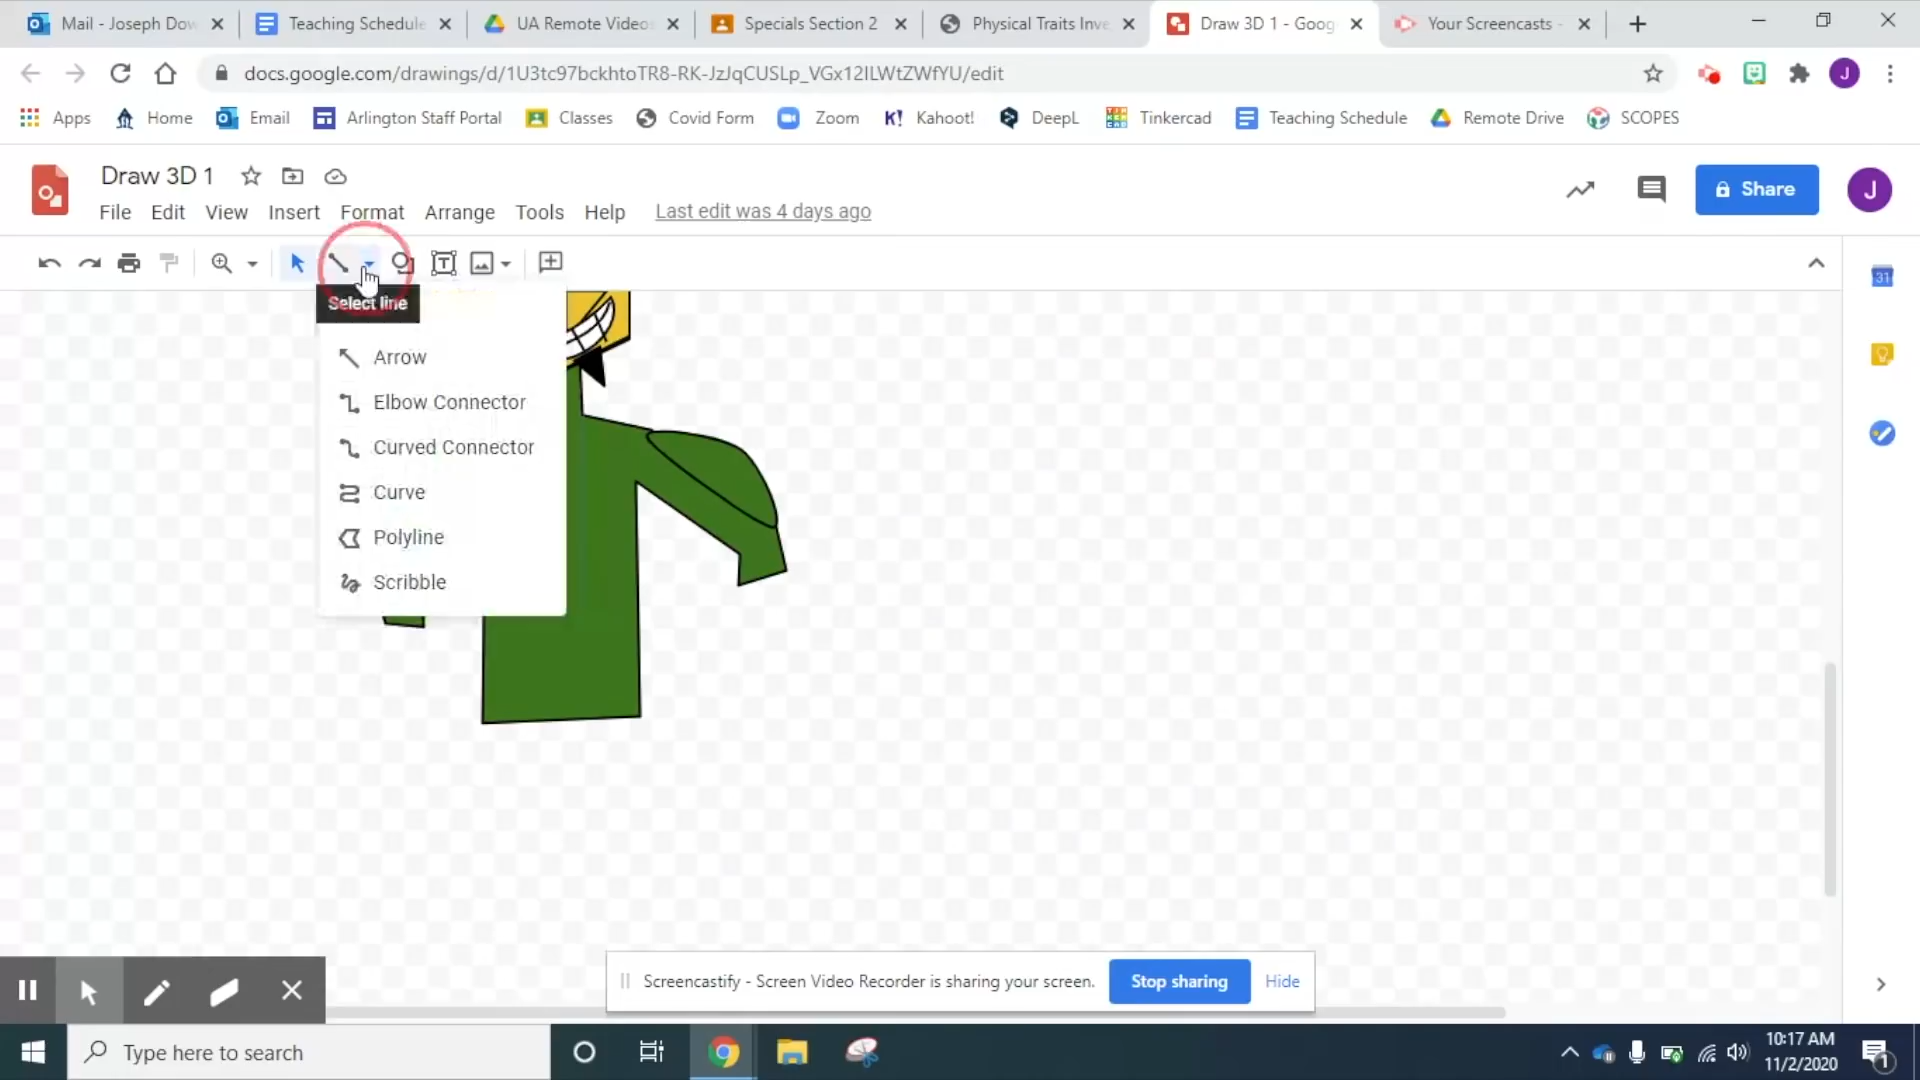 Mail - Joseph Dow
Teaching Schedule
UA Remote Video
Specials Section 2
Physical Traits Inve
Draw 3D 1 - Goog
Your Screencasts -
docs.google.com/drawings/d/1U3tc97bckhtoTR8-RK-JzJqCUSLp_VGx12ILWtZWfYU/edit
J
Apps
Home
Email
Arlington Staff Portal
Classes
Covid Form
Zoom
K! Kahoot!
DeepL
Tinkercad
Teaching Schedule
Remote Drive
SCOPES
Draw 3D 1
File Edit View Insert Format Arrange Tools Help
Last edit was 4 days ago
Share
J
31
Select line
Arrow
Elbow Connector
Curved Connector
Curve
Polyline
Scribble
Screencastify - Screen Video Recorder is sharing your screen.
Stop sharing
Hide
Type here to search
10:17 AM
11/2/2020
1